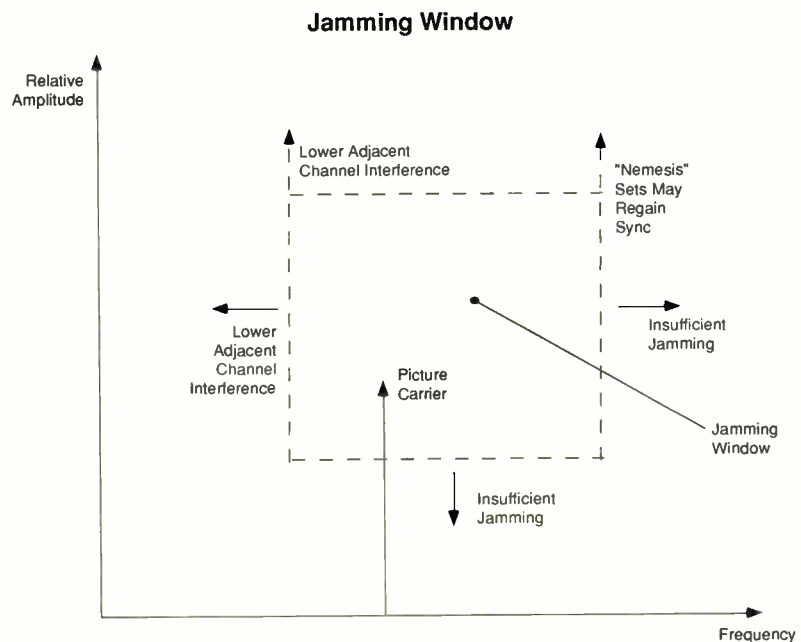 Jamming Window
Relative
Amplitude
Lower Adjacent
Channel Interference
"Nemesis"
Sets May
Regain
Sync
Lower
Adjacent
Channel
Interference
Insufficient
Jamming
Picture
Carrier
Jamming
Window
Insufficient
Jamming
Frequency